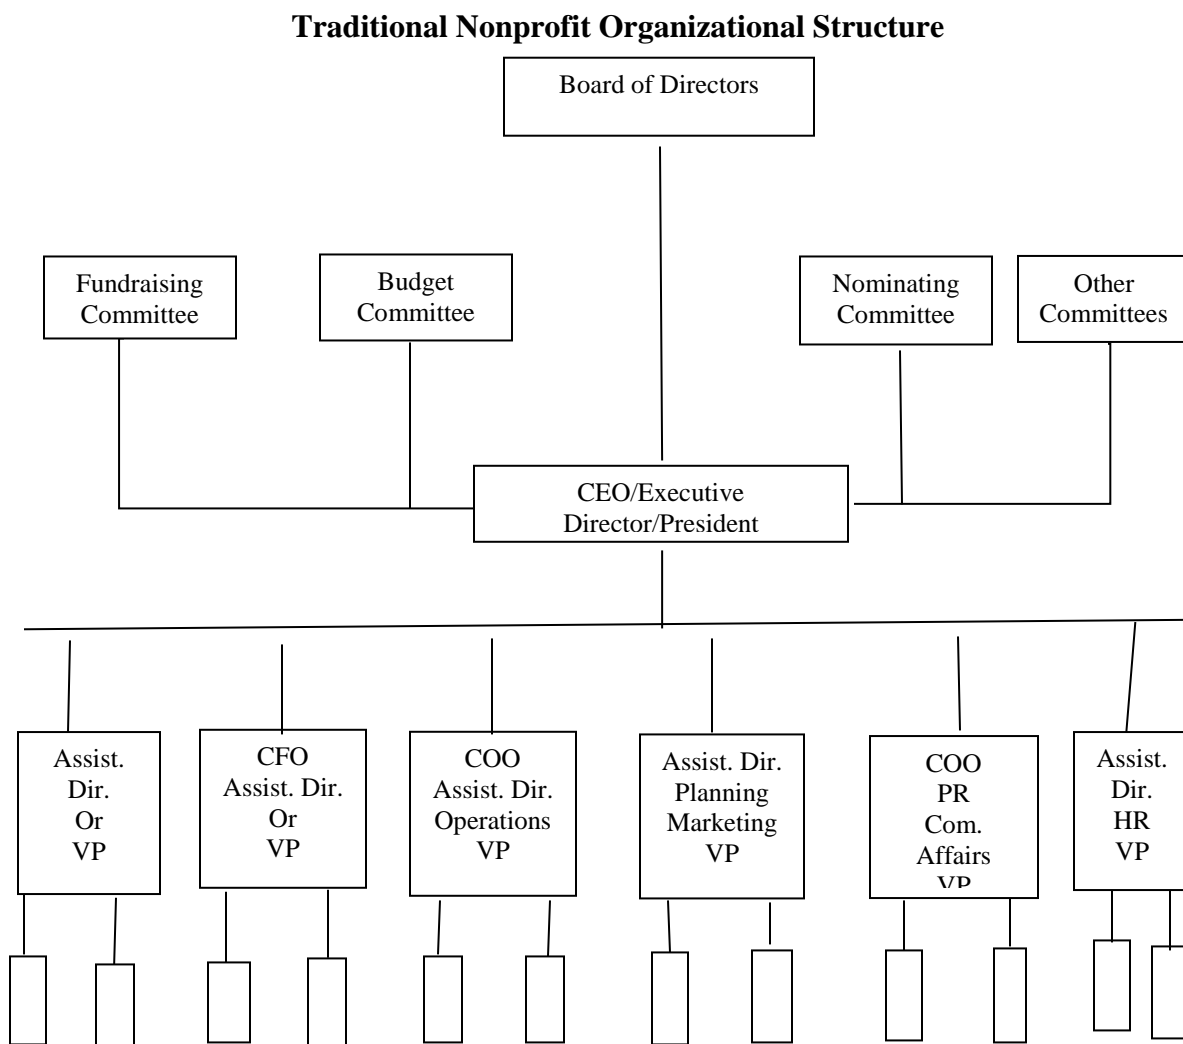 Traditional Nonprofit Organizational Structure
Board of Directors
Fundraising
Committee
Budget
Committee
Nominating
Committee
Other
Committees
CEO/Executive
Director/President
Assist.
Dir.
Or
VP
CFO
Assist. Dir.
Or
VP
COO
Assist. Dir.
Operations
VP
Assist. Dir.
Planning
Marketing
VP
COO
PR
Com.
Affairs
VP
Assist.
Dir.
HR
VP